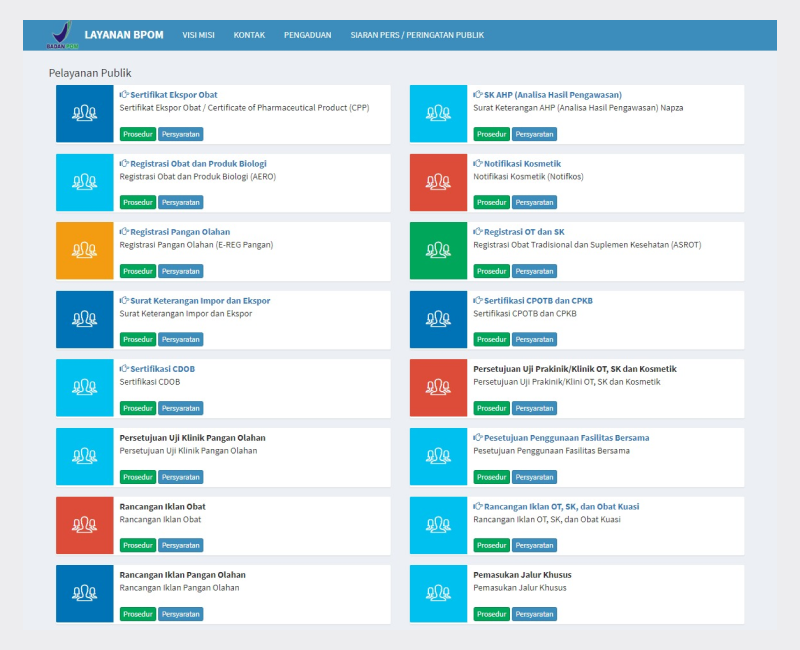 BADAN POM
LAYANAN BPOM
VISI MISI
KONTAK
PENGADUAN
SIARAN PERS / PERINGATAN PUBLIK
Pelayanan Publik
Sertifikat Ekspor Obat
Sertifikat Ekspor Obat / Certificate of Pharmaceutical Product (CPP)
Prosedur Persyaratan
SK AHP (Analisa Hasil Pengawasan)
Surat Keterangan AHP (Analisa Hasil Pengawasan) Napza
Prosedur Persyaratan
Registrasi Obat dan Produk Biologi
Registrasi Obat dan Produk Biologi (AERO)
Prosedur Persyaratan
Notifikasi Kosmetik
Notifikasi Kosmetik (Notifkos)
Prosedur Persyaratan
Registrasi Pangan Olahan
Registrasi Pangan Olahan (E-REG Pangan)
Prosedur Persyaratan
Registrasi OT dan SK
Registrasi Obat Tradisional dan Suplemen Kesehatan (ASROT)
Prosedur Persyaratan
Surat Keterangan Impor dan Ekspor
Surat Keterangan Impor dan Ekspor
Prosedur Persyaratan
Sertifikasi CPOTB dan CPKB
Sertifikasi CPOTB dan CPKB
Prosedur Persyaratan
Sertifikasi CDOB
Sertifikasi CDOB
Prosedur Persyaratan
Persetujuan Uji Prakinik/Klinik OT, SK dan Kosmetik
Persetujuan Uji Prakinik/Klini OT, SK dan Kosmetik
Prosedur Persyaratan
Persetujuan Uji Klinik Pangan Olahan
Persetujuan Uji Klinik Pangan Olahan
Prosedur Persyaratan
Pesetujuan Penggunaan Fasilitas Bersama
Pesetujuan Penggunaan Fasilitas Bersama
Prosedur Persyaratan
Rancangan Iklan Obat
Rancangan Iklan Obat
Prosedur Persyaratan
Rancangan Iklan OT, SK, dan Obat Kuasi
Rancangan Iklan OT, SK, dan Obat Kuasi
Prosedur Persyaratan
Rancangan Iklan Pangan Olahan
Rancangan Iklan Pangan Olahan
Prosedur Persyaratan
Pemasukan Jalur Khusus
Pemasukan Jalur Khusus
Prosedur Persyaratan